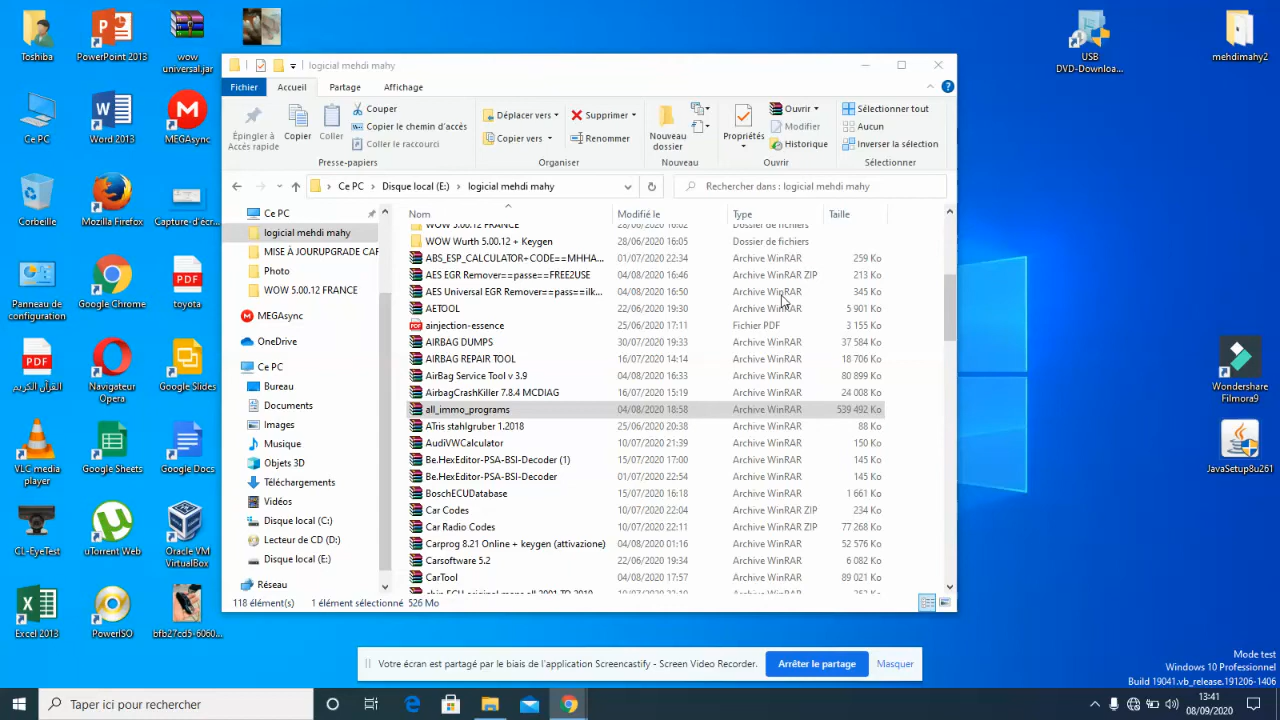 Toshiba
PowerPoint 2013
wow universal.jar
USB DVD-Downloa...
mehdimahy2
Ce PC
Word 2013
MEGAsync
Corbeille
Mozilla Firefox
Capture-d'écr...
Panneau de configuration
Google Chrome
toyota
القرآن الكريم
Navigateur Opera
Google Slides
VLC media player
Google Sheets
Google Docs
CL-EyeTest
uTorrent Web
Oracle VM VirtualBox
Excel 2013
PowerISO
bfb27cd5-6060...
Wondershare Filmora9
JavaSetup8u261
logicial mehdi mahy
Fichier Accueil Partage Affichage
Épingler à Accès rapide
Copier
Coller
Couper
Copier le chemin d'accès
Coller le raccourci
Presse-papiers
Déplacer vers
Copier vers
Supprimer
Renommer
Organiser
Nouveau dossier
Nouveau
Propriétés
Ouvrir
Modifier
Historique
Ouvrir
Sélectionner tout
Aucun
Inverser la sélection
Sélectionner
Ce PC > Disque local (E:) > logicial mehdi mahy
Rechercher dans : logicial mehdi mahy
Ce PC
logicial mehdi mahy
MISE À JOURUPGRADE CAR
Photo
WOW 5.00.12 FRANCE
MEGAsync
OneDrive
Ce PC
Bureau
Documents
Images
Musique
Objets 3D
Téléchargements
Vidéos
Disque local (C:)
Lecteur de CD (D:)
Disque local (E:)
Réseau
Nom Modifié le Type Taille
WOW 5.00.12 FRANCE 28/06/2020 16:02 Dossier de fichiers
WOW Wurth 5.00.12 + Keygen 28/06/2020 16:05 Dossier de fichiers
ABS_ESP_CALCULATOR+CODE==MHHA... 01/07/2020 22:34 Archive WinRAR 259 Ko
AES EGR Remover==passe==FREE2USE 04/08/2020 16:46 Archive WinRAR ZIP 213 Ko
AES Universal EGR Remover==pass==ilk... 04/08/2020 16:50 Archive WinRAR 345 Ko
AETOOL 22/06/2020 19:30 Archive WinRAR 5 901 Ko
ainjection-essence 25/06/2020 17:11 Fichier PDF 3 155 Ko
AIRBAG DUMPS 30/07/2020 19:33 Archive WinRAR 37 584 Ko
AIRBAG REPAIR TOOL 16/07/2020 14:14 Archive WinRAR 18 706 Ko
AirBag Service Tool v 3.9 04/08/2020 16:33 Archive WinRAR 80 899 Ko
AirbagCrashKiller 7.8.4 MCDIAG 16/07/2020 15:19 Archive WinRAR 24 008 Ko
all_immo_programs 04/08/2020 18:58 Archive WinRAR 539 492 Ko
ATris stahlgruber 1.2018 25/06/2020 20:38 Archive WinRAR 88 Ko
AudiVWCalculator 10/07/2020 21:39 Archive WinRAR 150 Ko
Be.HexEditor-PSA-BSI-Decoder (1) 15/07/2020 17:00 Archive WinRAR 145 Ko
Be.HexEditor-PSA-BSI-Decoder 01/07/2020 22:54 Archive WinRAR 145 Ko
BoschECUDatabase 15/07/2020 16:18 Archive WinRAR 1 661 Ko
Car Codes 10/07/2020 22:04 Archive WinRAR ZIP 234 Ko
Car Radio Codes 10/07/2020 22:11 Archive WinRAR ZIP 77 268 Ko
Carprog 8.21 Online + keygen (attivazione) 04/08/2020 01:16 Archive WinRAR 52 576 Ko
Carsoftware 5.2 22/06/2020 19:34 Archive WinRAR 6 082 Ko
CarTool 04/08/2020 17:57 Archive WinRAR 89 021 Ko
118 élément(s) 1 élément sélectionné 526 Mo
Votre écran est partagé par le biais de l'application Screencastify - Screen Video Recorder. Arrêter le partage Masquer
Mode test
Windows 10 Professionnel
Build 19041.vb_release.191206-1406
Taper ici pour rechercher
13:41
08/09/2020